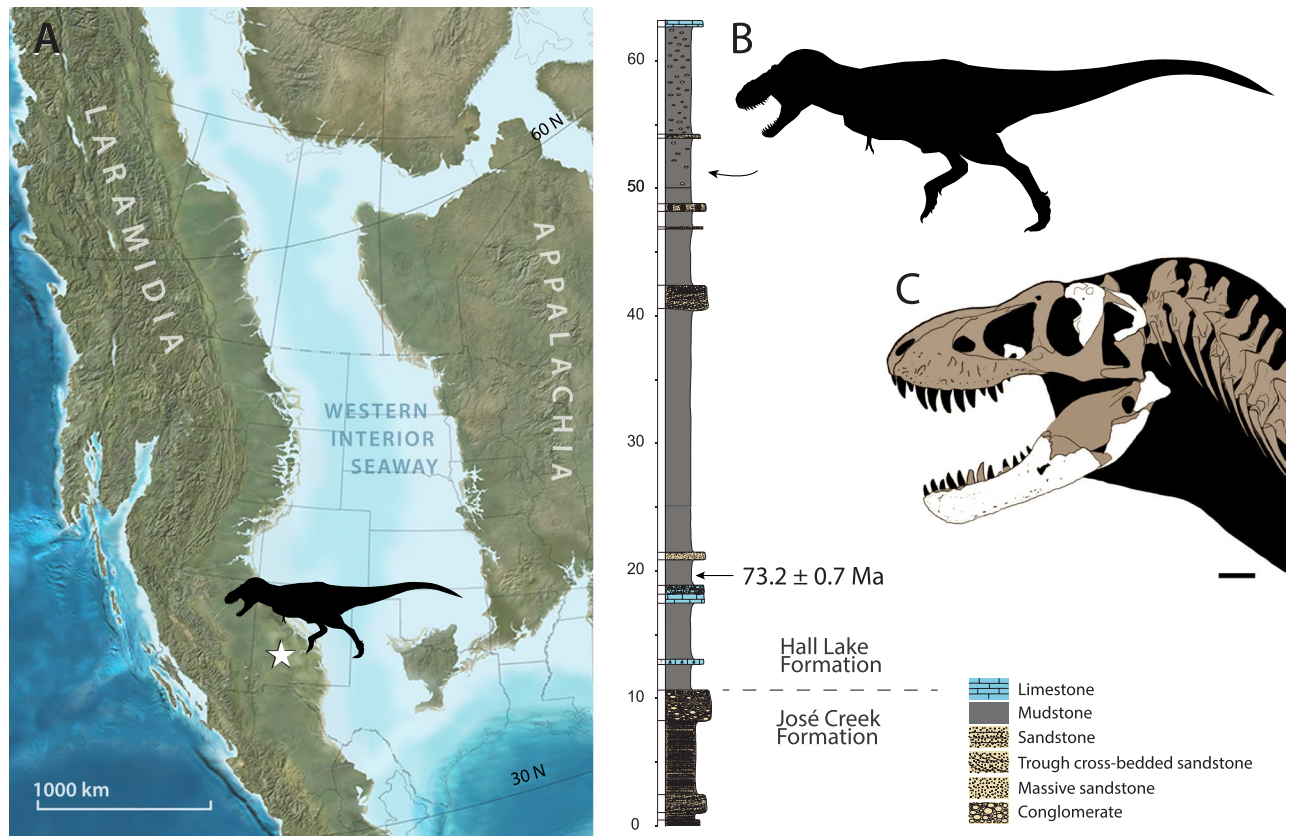 A
LARAMIDIA
APPALACHIA
60 N
WESTERN
INTERIOR
SEAWAY
30 N
1000 km
60
50
40
30
20
10
0
B
C
73.2 ± 0.7 Ma
Hall Lake
Formation
José Creek
Formation
Limestone
Mudstone
Sandstone
Trough cross-bedded sandstone
Massive sandstone
Conglomerate